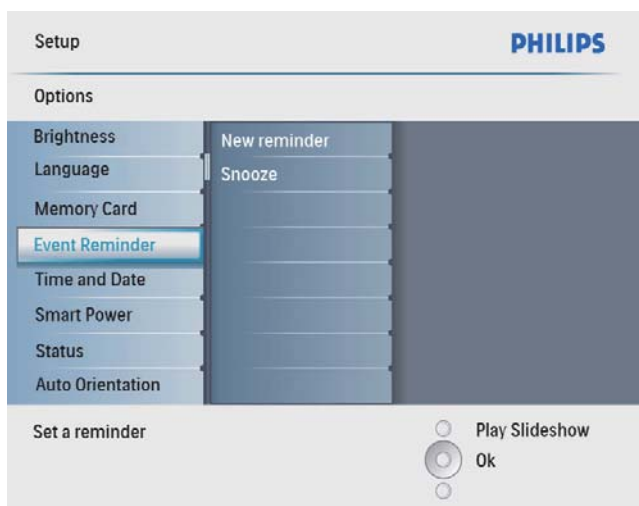 Setup
PHILIPS
Options
Brightness
Language
Memory Card
Event Reminder
Time and Date
Smart Power
Status
Auto Orientation
New reminder
Snooze
Set a reminder
Play Slideshow
Ok